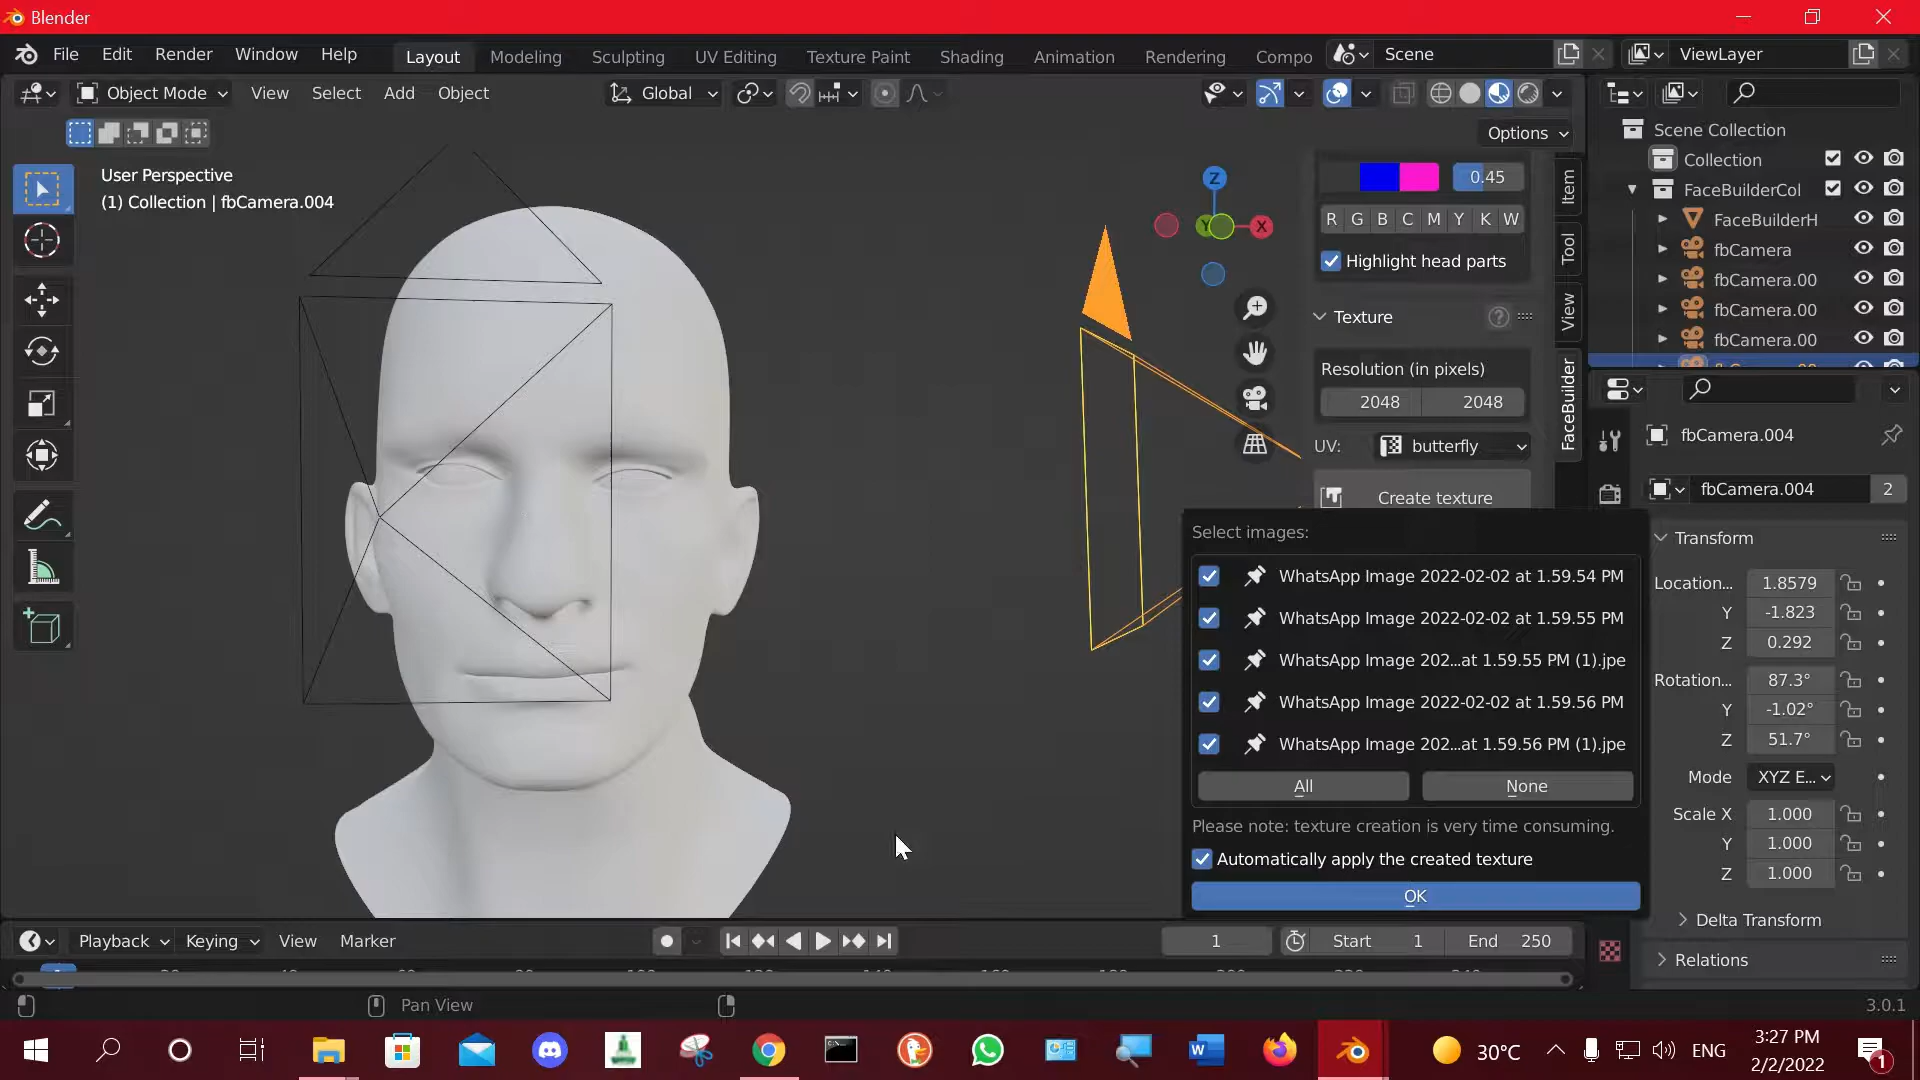 Blender
File Edit Render Window Help
Layout Modeling Sculpting UV Editing Texture Paint Shading Animation Rendering Compo
Scene
ViewLayer
Object Mode View Select Add Object
Global
Options
User Perspective
(1) Collection | fbCamera.004
Z
Y
X
0.45
R G B C M Y K W
Highlight head parts
Texture
?
Resolution (in pixels)
2048 2048
UV: butterfly
Create texture
Item
Tool
View
FaceBuilder
Select images:
WhatsApp Image 2022-02-02 at 1.59.54 PM
WhatsApp Image 2022-02-02 at 1.59.55 PM
WhatsApp Image 202...at 1.59.55 PM (1).jpe
WhatsApp Image 2022-02-02 at 1.59.56 PM
WhatsApp Image 202...at 1.59.56 PM (1).jpe
All None
Please note: texture creation is very time consuming.
Automatically apply the created texture
OK
Scene Collection
Collection
FaceBuilderCol
FaceBuilderH
fbCamera
fbCamera.00
fbCamera.00
fbCamera.00
fbCamera.004
fbCamera.004 2
Transform
Location... 1.8579
Y -1.823
Z 0.292
Rotation... 87.3°
Y -1.02°
Z 51.7°
Mode XYZ E...
Scale X 1.000
Y 1.000
Z 1.000
Delta Transform
Relations
Playback Keying View Marker
1
Start 1
End 250
Pan View
3.0.1
30°C
ENG
3:27 PM
2/2/2022
1